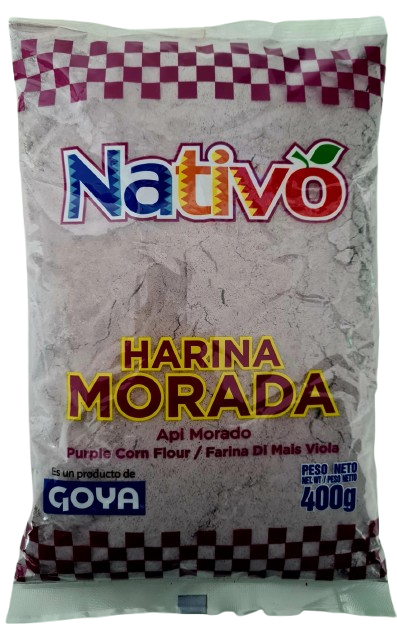 Nativo
HARINA
MORADA
Api Morado
Purple Corn Flour / Farina Di Mais Viola
Es un producto de
GOYA
PESO NETO
NET. WT / PESO NETTO
400g